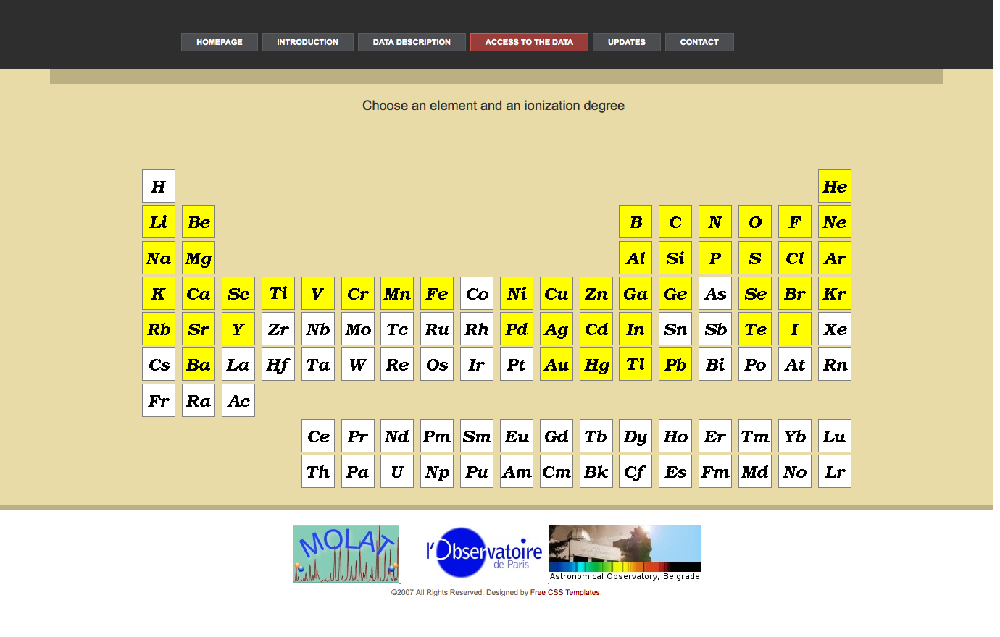 HOMEPAGE INTRODUCTION DATA DESCRIPTION ACCESS TO THE DATA UPDATES CONTACT
Choose an element and an ionization degree
H He
Li Be B C N O F Ne
Na Mg Al Si P S Cl Ar
K Ca Sc Ti V Cr Mn Fe Co Ni Cu Zn Ga Ge As Se Br Kr
Rb Sr Y Zr Nb Mo Tc Ru Rh Pd Ag Cd In Sn Sb Te I Xe
Cs Ba La Hf Ta W Re Os Ir Pt Au Hg Tl Pb Bi Po At Rn
Fr Ra Ac
Ce Pr Nd Pm Sm Eu Gd Tb Dy Ho Er Tm Yb Lu
Th Pa U Np Pu Am Cm Bk Cf Es Fm Md No Lr
MOLAT
l'Observatoire
de Paris
Astronomical Observatory, Belgrade
©2007 All Rights Reserved. Designed by Free CSS Templates.